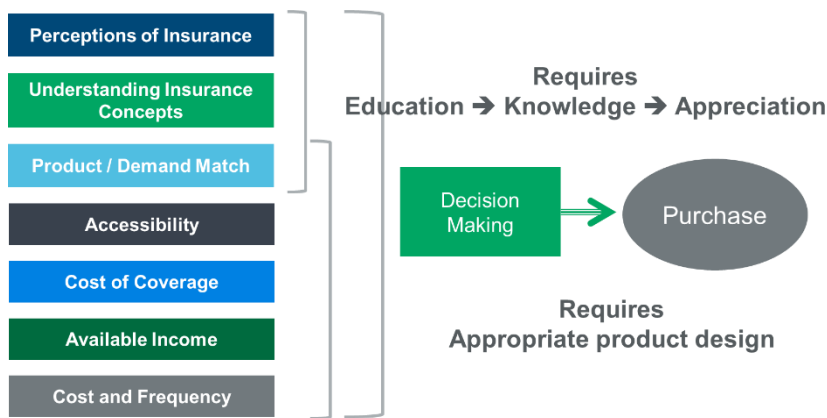 Perceptions of Insurance
Understanding Insurance
Concepts
Product / Demand Match
Accessibility
Cost of Coverage
Available Income
Cost and Frequency
Requires
Education ➔ Knowledge ➔ Appreciation
Decision
Making
Purchase
Requires
Appropriate product design